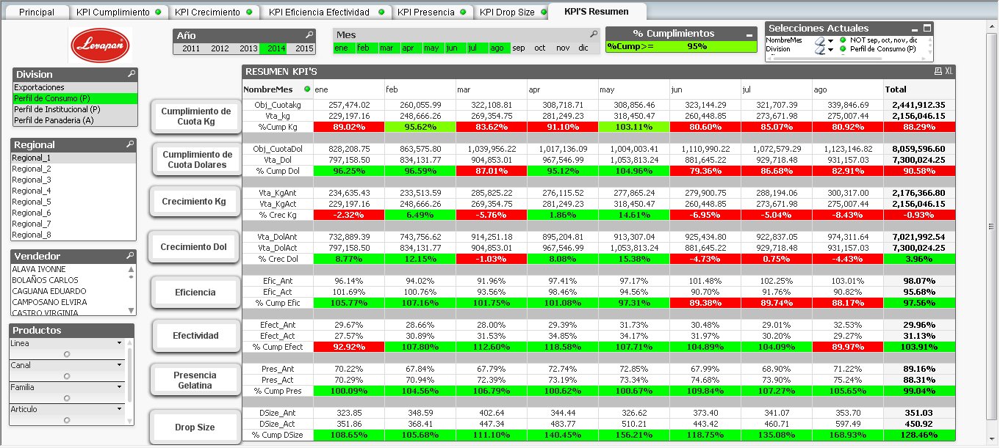 Principal KPI Cumplimiento KPI Crecimiento KPI Eficiencia Efectividad KPI Presencia KPI Drop Size KPI'S Resumen
Levapan
Año
2011 2012 2013 2014 2015
Mes
ene feb mar abr may jun jul ago sep oct nov dic
% Cumplimientos
%Cump>= 95%
Selecciones Actuales
NombreMes NOT sep, oct, nov, dic
Division Perfil de Consumo (P)
Division
Exportaciones
Perfil de Consumo (P)
Perfil de Institucional (P)
Perfil de Panaderia (A)
Regional
Regional_1
Regional_2
Regional_3
Regional_4
Regional_5
Regional_6
Regional_7
Regional_8
Vendedor
ALAVA IVONNE
BOLAÑOS CARLOS
CAGUANA EDUARDO
CAMPOSANO ELVIRA
CASTRO VIRGINIA
Productos
Linea
Canal
Familia
Articulo
Cumplimiento de
Cuota Kg
Cumplimiento de
Cuota Dolares
Crecimiento Kg
Crecimiento Dol
Eficiencia
Efectividad
Presencia
Gelatina
Drop Size
RESUMEN KPI'S XL
NombreMes ene feb mar apr may jun jul ago Total
Obj_Cuotakg 257,474.02 260,055.99 322,108.81 308,718.71 308,856.46 323,144.29 321,707.39 339,846.69 2,441,912.35
Vta_kg 229,197.16 248,666.26 269,354.75 281,249.23 318,450.47 260,448.85 273,671.98 275,007.44 2,156,046.15
%Cump Kg 89.02% 95.62% 83.62% 91.10% 103.11% 80.60% 85.07% 80.92% 88.29%
Obj_CuotaDol 828,208.75 863,575.80 1,039,956.22 1,017,136.09 1,004,003.41 1,110,990.22 1,072,579.29 1,123,146.82 8,059,596.60
Vta_Dol 797,158.50 834,131.77 904,853.01 967,546.99 1,053,813.24 881,645.22 929,718.48 931,157.03 7,300,024.25
% Cump Dol 96.25% 96.59% 87.01% 95.12% 104.96% 79.36% 86.68% 82.91% 90.58%
Vta_KgAnt 234,635.43 233,513.59 285,825.22 276,115.52 277,865.24 279,900.75 288,194.06 300,317.00 2,176,366.80
Vta_KgAct 229,197.16 248,666.26 269,354.75 281,249.23 318,450.47 260,448.85 273,671.98 275,007.44 2,156,046.15
% Crec Kg -2.32% 6.49% -5.76% 1.86% 14.61% -6.95% -5.04% -8.43% -0.93%
Vta_DolAnt 732,889.39 743,756.62 914,251.18 895,204.81 913,307.04 925,434.80 922,837.05 974,311.64 7,021,992.54
Vta_DolAct 797,158.50 834,131.77 904,853.01 967,546.99 1,053,813.24 881,645.22 929,718.48 931,157.03 7,300,024.25
% Crec Dol 8.77% 12.15% -1.03% 8.08% 15.38% -4.73% 0.75% -4.43% 3.96%
Efic_Ant 96.14% 94.02% 91.96% 97.41% 97.17% 101.48% 102.25% 103.01% 98.07%
Efic_Act 101.69% 100.76% 93.56% 98.46% 94.56% 90.70% 91.76% 90.82% 95.68%
% Cump Efic 105.77% 107.16% 101.75% 101.08% 97.31% 89.38% 89.74% 88.17% 97.56%
Efect_Ant 29.67% 28.66% 28.00% 29.39% 31.73% 30.48% 29.01% 32.53% 29.96%
Efect_Act 27.57% 30.89% 31.53% 34.85% 34.17% 31.97% 30.20% 29.27% 31.13%
% Cump Efect 92.92% 107.80% 112.60% 118.58% 107.71% 104.89% 104.09% 89.97% 103.91%
Pres_Ant 70.22% 67.84% 67.79% 72.74% 72.85% 67.99% 68.90% 71.22% 89.16%
Pres_Act 70.29% 70.94% 72.39% 73.19% 73.34% 74.68% 73.90% 75.24% 88.31%
% Cump Pres 100.09% 104.56% 106.79% 100.62% 100.67% 109.84% 107.27% 105.65% 99.04%
DSize_Ant 323.85 348.59 402.64 344.44 326.62 373.40 341.07 353.70 351.03
DSize_Act 351.86 368.41 447.34 483.77 510.21 443.42 460.71 597.49 450.92
% Cump DSize 108.65% 105.68% 111.10% 140.45% 156.21% 118.75% 135.08% 168.93% 128.46%